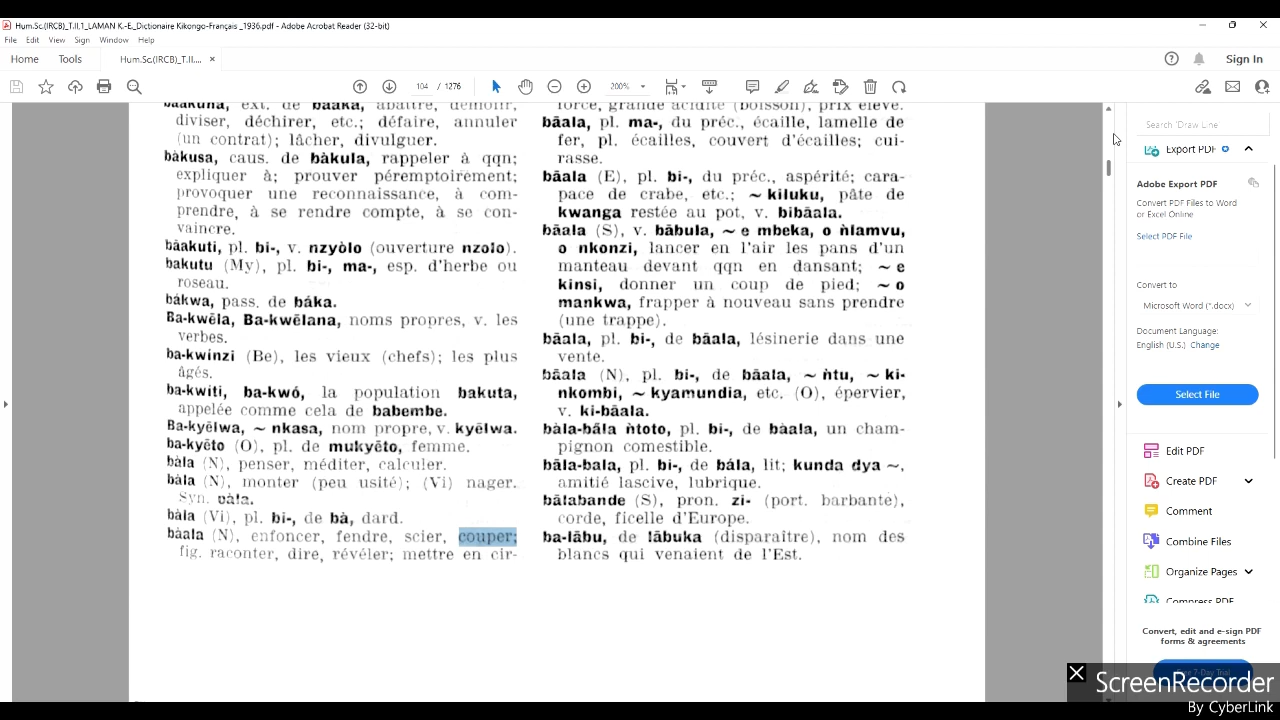 Hum.Sc.(IRCB)_T.II,1_LAMAN K.-E._Dictionaire Kikongo-Français _1936.pdf - Adobe Acrobat Reader (32-bit)
File Edit View Sign Window Help
Home Tools Hum.Sc.(IRCB)_T.II.... × Sign In
104 / 1276 200%
baakuna, ext. de baaka, abattre, démolir,
diviser, déchirer, etc.; défaire, annuler
(un contrat); lâcher, divulguer.
bàkusa, caus. de bàkula, rappeler à qqn;
expliquer à; prouver péremptoirement;
provoquer une reconnaissance, à com-
prendre, à se rendre compte, à se con-
vaincre.
bàakuti, pl. bi-, v. nzyòlo (ouverture nzolo).
bakutu (My), pl. bi-, ma-, esp. d'herbe ou
roseau.
bákwa, pass. de báka.
Ba-kwēla, Ba-kwēlana, noms propres, v. les
verbes.
ba-kwinzi (Be), les vieux (chefs); les plus
âgés.
ba-kwiti, ba-kwó, la population bakuta,
appelée comme cela de babembe.
Ba-kyēlwa, ~ nkasa, nom propre, v. kyēlwa.
ba-kyēto (O), pl. de mukyēto, femme.
bàla (N), penser, méditer, calculer.
bàla (N), monter (peu usité); (Vi) nager.
Syn. vàla.
bàla (Vi), pl. bi-, de bà, dard.
bàala (N), enfoncer, fendre, scier, couper;
fig. raconter, dire, révéler; mettre en cir-
force, grande acidité (boisson), prix élevé.
bāala, pl. ma-, du préc., écaille, lamelle de
fer, pl. écailles, couvert d'écailles; cui-
rasse.
bāala (E), pl. bi-, du préc., aspérité; cara-
pace de crabe, etc.; ~ kiluku, pâte de
kwanga restée au pot, v. bibāala.
bāala (S), v. bābula, ~ e mbeka, o ǹlamvu,
o nkonzi, lancer en l'air les pans d'un
manteau devant qqn en dansant; ~ e
kinsi, donner un coup de pied; ~ o
mankwa, frapper à nouveau sans prendre
(une trappe).
bāala, pl. bi-, de bāala, lésinerie dans une
vente.
bāala (N), pl. bi-, de bāala, ~ ǹtu, ~ ki-
nkombi, ~ kyamundia, etc. (O), épervier,
v. ki-bāala.
bàla-bǎla ǹtoto, pl. bi-, de bàala, un cham-
pignon comestible.
bāla-bala, pl. bi-, de bála, lit; kunda dya ~,
amitié lascive, lubrique.
bālabande (S), pron. zi- (port. barbante),
corde, ficelle d'Europe.
ba-lābu, de lābuka (disparaître), nom des
blancs qui venaient de l'Est.
Search 'Draw Line
Export PDF
Adobe Export PDF
Convert PDF Files to Word
or Excel Online
Select PDF File
Convert to
Microsoft Word (*.docx)
Document Language:
English (U.S.) Change
Select File
Edit PDF
Create PDF
Comment
Combine Files
Organize Pages
Compress PDF
Convert, edit and e-sign PDF
forms & agreements
Free 7-Day Trial
ScreenRecorder
By CyberLink